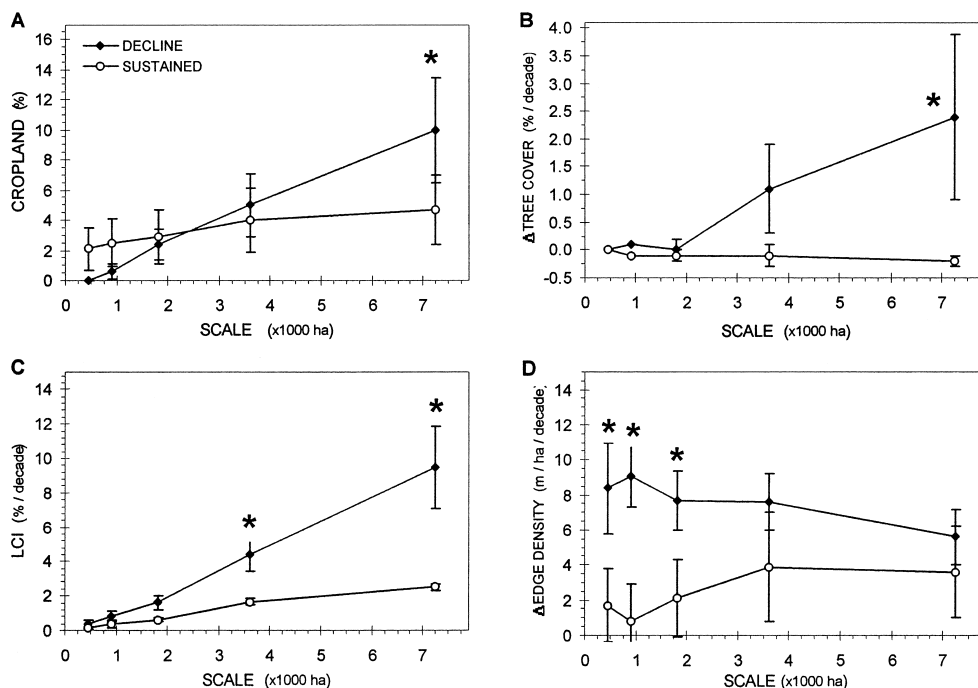 A
CROPLAND (%)
16
14
12
10
8
6
4
2
0
DECLINE
SUSTAINED
*
0 1 2 3 4 5 6 7
SCALE (x1000 ha)
B
Δ TREE COVER (% / decade)
4.0
3.5
3.0
2.5
2.0
1.5
1.0
0.5
0.0
-0.5
*
0 1 2 3 4 5 6 7
SCALE (x1000 ha)
C
LCI (% / decade)
14
12
10
8
6
4
2
0
* *
0 1 2 3 4 5 6 7
SCALE (x1000 ha)
D
Δ EDGE DENSITY (m / ha / decade)
14
12
10
8
6
4
2
0
* * *
0 1 2 3 4 5 6 7
SCALE (x1000 ha)